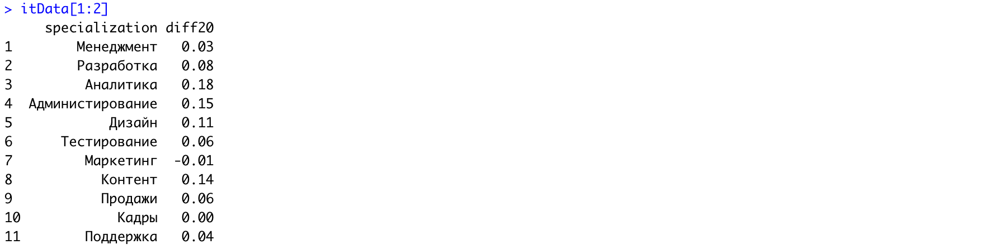 > itData[1:2]
specialization diff20
1 Менеджмент 0.03
2 Разработка 0.08
3 Аналитика 0.18
4 Администирование 0.15
5 Дизайн 0.11
6 Тестирование 0.06
7 Маркетинг -0.01
8 Контент 0.14
9 Продажи 0.06
10 Кадры 0.00
11 Поддержка 0.04